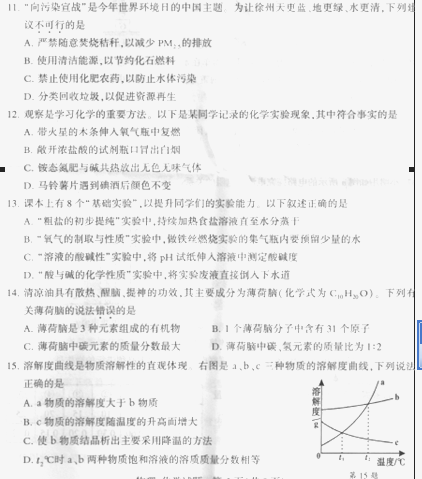 11. “向污染宣战”是今年世界环境日的中国主题。为让徐州天更蓝、地更绿、水更清,下列建
议不可行的是
A. 严禁随意焚烧秸秆,以减少 PM₂.₅的排放
B. 使用清洁能源,以节约化石燃料
C. 禁止使用化肥农药,以防止水体污染
D. 分类回收垃圾,以促进资源再生
12. 观察是学习化学的重要方法。以下是某同学记录的化学实验现象,其中符合事实的是
A. 带火星的木条伸入氧气瓶中复燃
B. 敞开浓盐酸的试剂瓶口冒出白烟
C. 铵态氮肥与碱共热放出无色无味气体
D. 马铃薯片遇到碘酒后颜色不变
13. 课本上有 8 个“基础实验”,以提升同学们的实验能力。以下叙述正确的是
A. “粗盐的初步提纯”实验中,持续加热食盐溶液直至水分蒸干
B. “氧气的制取与性质”实验中,做铁丝燃烧实验的集气瓶内要预留少量的水
C. “溶液的酸碱性”实验中,将 pH 试纸伸入溶液中测定酸碱度
D. “酸与碱的化学性质”实验中,将实验废液直接倒入下水道
14. 清凉油具有散热、醒脑、提神的功效,其主要成分为薄荷脑(化学式为 C₁₀H₂₀O)。下列有
关薄荷脑的说法错误的是
A. 薄荷脑是 3 种元素组成的有机物 B. 1 个薄荷脑分子中含有 31 个原子
C. 薄荷脑中碳元素的质量分数最大 D. 薄荷脑中碳、氢元素的质量比为 1∶2
15. 溶解度曲线是物质溶解性的直观体现。右图是 a、b、c 三种物质的溶解度曲线,下列说法
正确的是
A. a 物质的溶解度大于 b 物质
B. c 物质的溶解度随温度的升高而增大
C. 使 b 物质结晶析出主要采用降温的方法
D. t₂℃时 a、b 两种物质饱和溶液的溶质质量分数相等
溶解度/g
a
b
c
0 t₁ t₂ 温度/℃
第 15 题